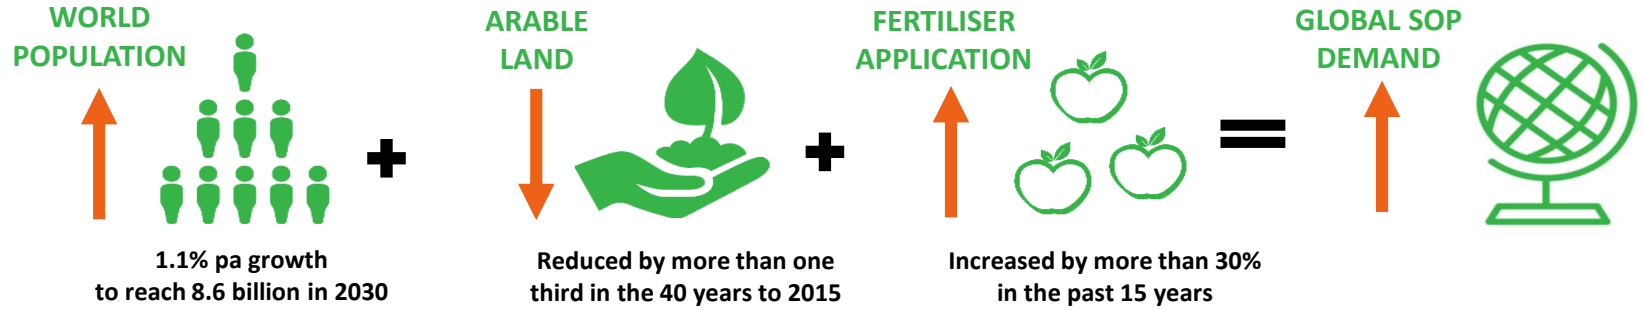 WORLD
POPULATION
1.1% pa growth
to reach 8.6 billion in 2030
+
ARABLE
LAND
Reduced by more than one
third in the 40 years to 2015
+
FERTILISER
APPLICATION
Increased by more than 30%
in the past 15 years
=
GLOBAL SOP
DEMAND